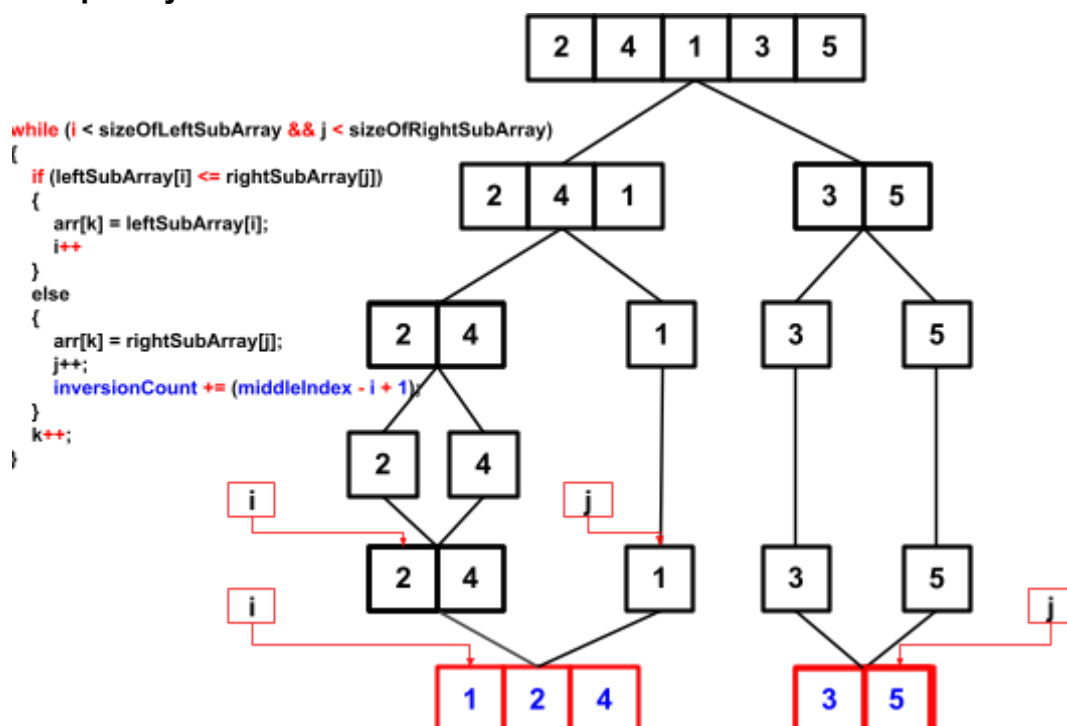 2 4 1 3 5
while (i < sizeOfLeftSubArray && j < sizeOfRightSubArray)
{
if (leftSubArray[i] <= rightSubArray[j])
{
arr[k] = leftSubArray[i];
i++
}
else
{
arr[k] = rightSubArray[j];
j++;
inversionCount += (middleIndex - i + 1);
}
k++;
}
2 4 1
3 5
2 4
1
3
5
2
4
i
j
2 4
1
3
5
i
j
1 2 4
3 5